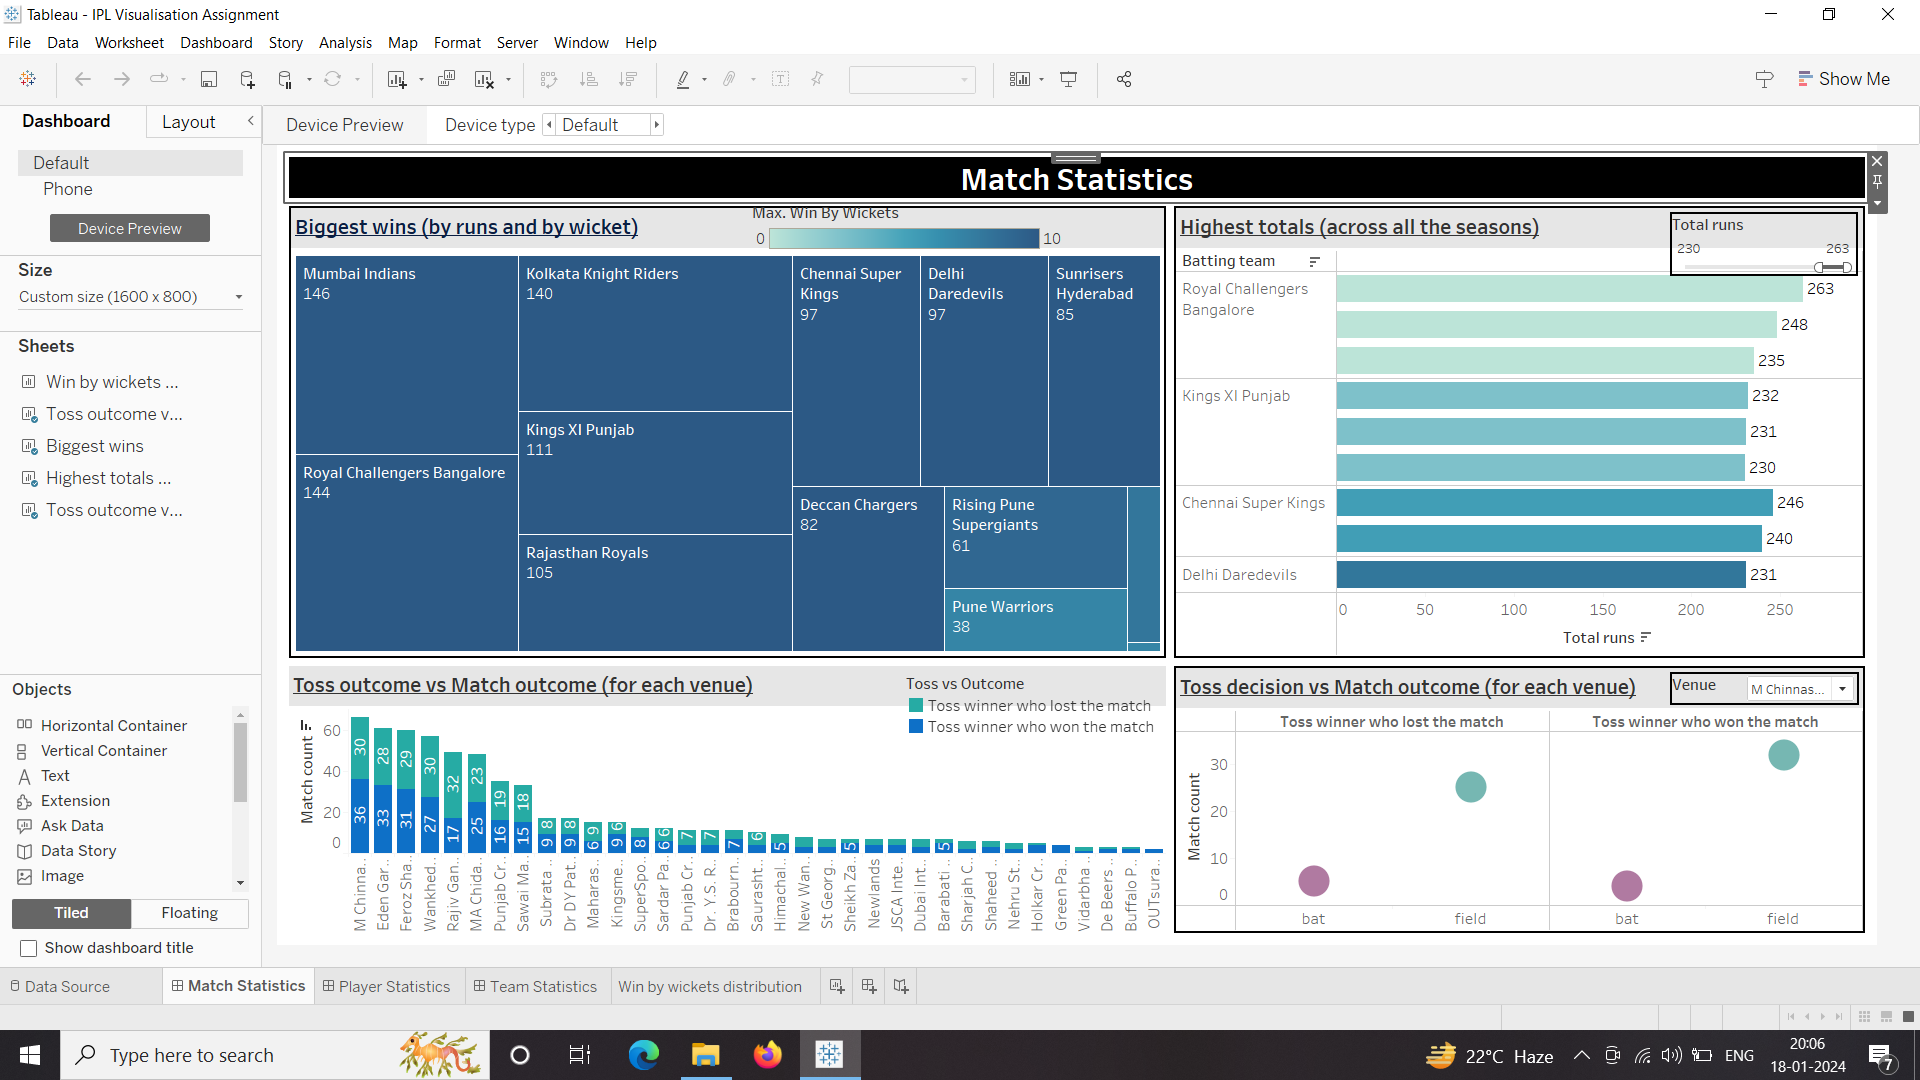 Tableau - IPL Visualisation Assignment
File Data Worksheet Dashboard Story Analysis Map Format Server Window Help
Show Me
Dashboard Layout
Device Preview Device type Default
Default
Phone
Device Preview
Size
Custom size (1600 x 800)
Sheets
Win by wickets ...
Toss outcome v...
Biggest wins
Highest totals ...
Toss outcome v...
Objects
Horizontal Container
Vertical Container
Text
Extension
Ask Data
Data Story
Image
Tiled Floating
Show dashboard title
Match Statistics
Biggest wins (by runs and by wicket)
Max. Win By Wickets
0 10
Mumbai Indians
146
Royal Challengers Bangalore
144
Kolkata Knight Riders
140
Kings XI Punjab
111
Rajasthan Royals
105
Chennai Super
Kings
97
Delhi
Daredevils
97
Sunrisers
Hyderabad
85
Deccan Chargers
82
Rising Pune
Supergiants
61
Pune Warriors
38
Highest totals (across all the seasons)
Total runs
230 263
Batting team
Royal Challengers
Bangalore
263
248
235
Kings XI Punjab
232
231
230
Chennai Super Kings
246
240
Delhi Daredevils
231
0 50 100 150 200 250
Total runs
Toss outcome vs Match outcome (for each venue)
Toss vs Outcome
Toss winner who lost the match
Toss winner who won the match
Match count
60
40
20
0
30 28 29 30 32 23 19 18 8 8 9 6 6 7 7 6
36 33 31 27 17 25 16 15 9 9 6 9 8 6 7 5 5 5
M Chinna..
Eden Gar..
Feroz Sha..
Wankhed..
Rajiv Gan..
MA Chida..
Punjab Cr..
Sawai Ma..
Subrata ..
Dr DY Pat..
Maharas..
Kingsme..
SuperSpo..
Sardar Pa..
Punjab Cr..
Dr. Y.S. R..
Brabourn..
Saurasht..
Himachal..
New Wan..
St Georg..
Sheikh Za..
Newlands
JSCA Inte..
Dubai Int..
Barabati ..
Sharjah C..
Shaheed ..
Nehru St..
Holkar Cr..
Green Pa..
Vidarbha ..
De Beers ..
Buffalo P..
OUTsura..
Toss decision vs Match outcome (for each venue)
Venue M Chinnas...
Toss winner who lost the match Toss winner who won the match
Match count
30
20
10
0
bat field bat field
Data Source Match Statistics Player Statistics Team Statistics Win by wickets distribution
Type here to search
22°C Haze
ENG
20:06
18-01-2024
7